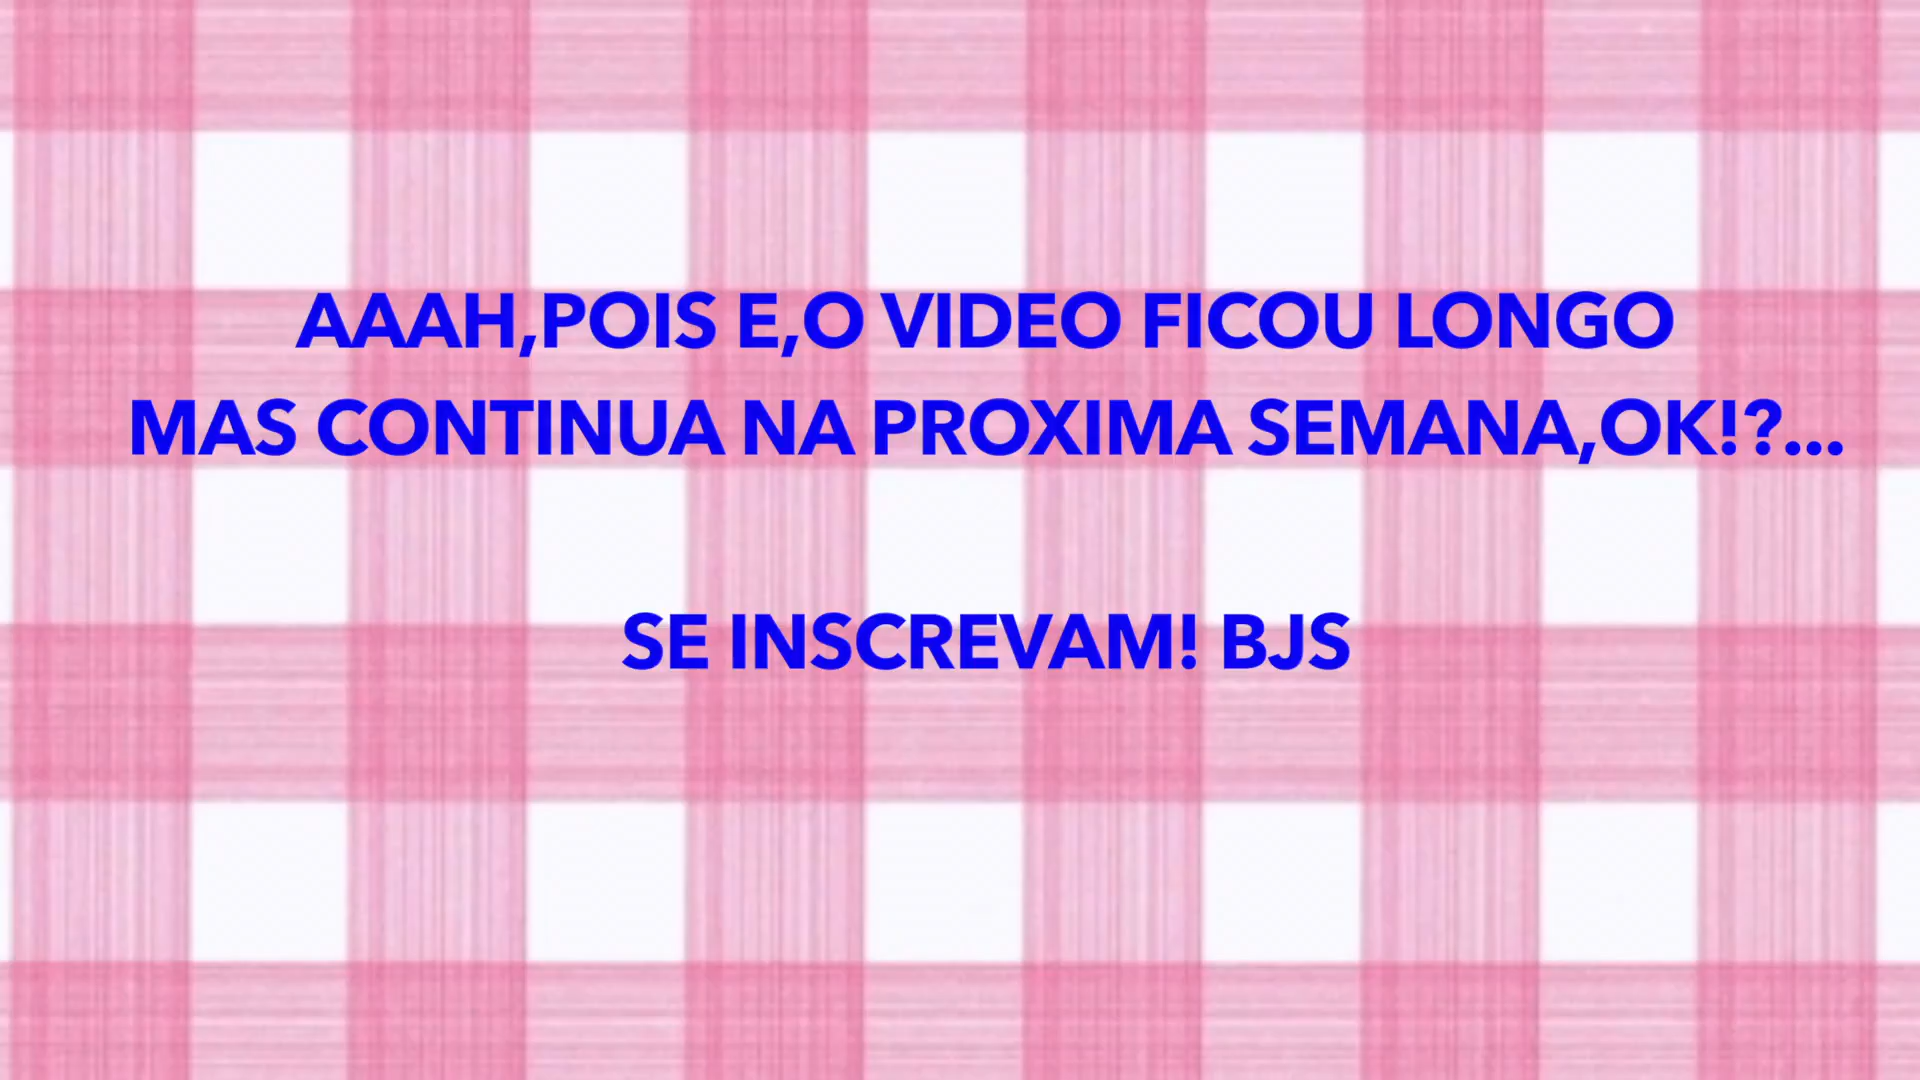 AAAH,POIS E,O VIDEO FICOU LONGO
MAS CONTINUA NA PROXIMA SEMANA,OK!?...
SE INSCREVAM! BJS